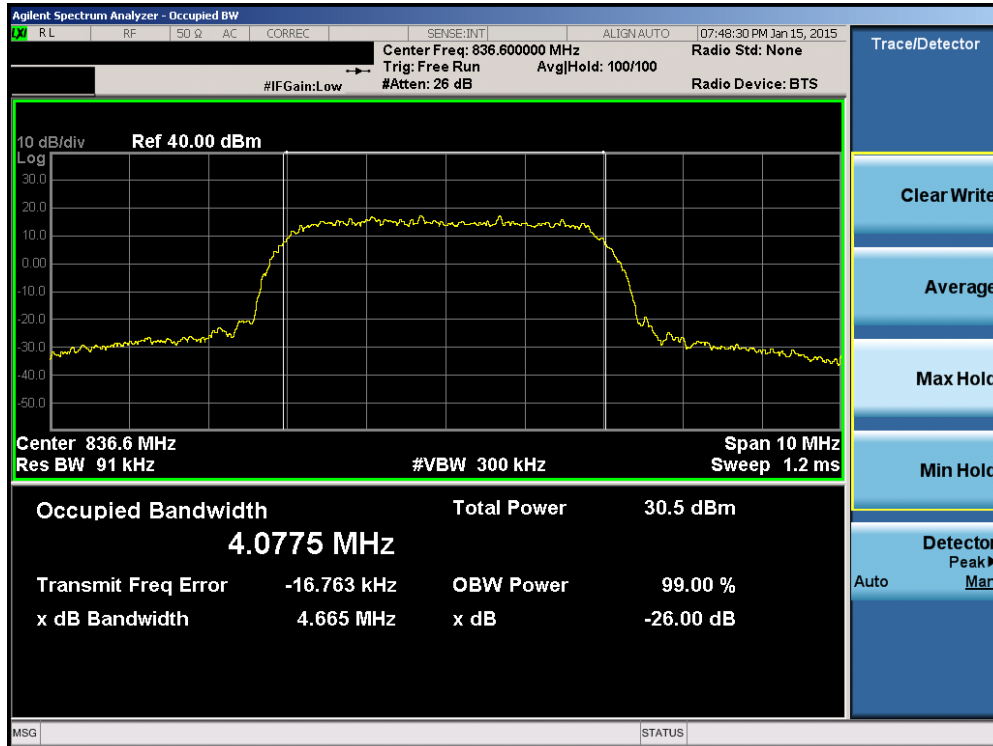 Agilent Spectrum Analyzer - Occupied BW
LXI RL RF 50 Ω AC CORREC SENSE:INT ALIGN AUTO 07:48:30 PM Jan 15, 2015
Center Freq: 836.600000 MHz Radio Std: None
Trig: Free Run Avg|Hold: 100/100
#IFGain:Low #Atten: 26 dB Radio Device: BTS
10 dB/div Ref 40.00 dBm
Log
30.0
20.0
10.0
0.00
-10.0
-20.0
-30.0
-40.0
-50.0
Center 836.6 MHz Span 10 MHz
Res BW 91 kHz #VBW 300 kHz Sweep 1.2 ms
Occupied Bandwidth Total Power 30.5 dBm
4.0775 MHz
Transmit Freq Error -16.763 kHz OBW Power 99.00 %
x dB Bandwidth 4.665 MHz x dB -26.00 dB
MSG STATUS
Trace/Detector
Clear Write
Average
Max Hold
Min Hold
Detector
Peak
Auto Man